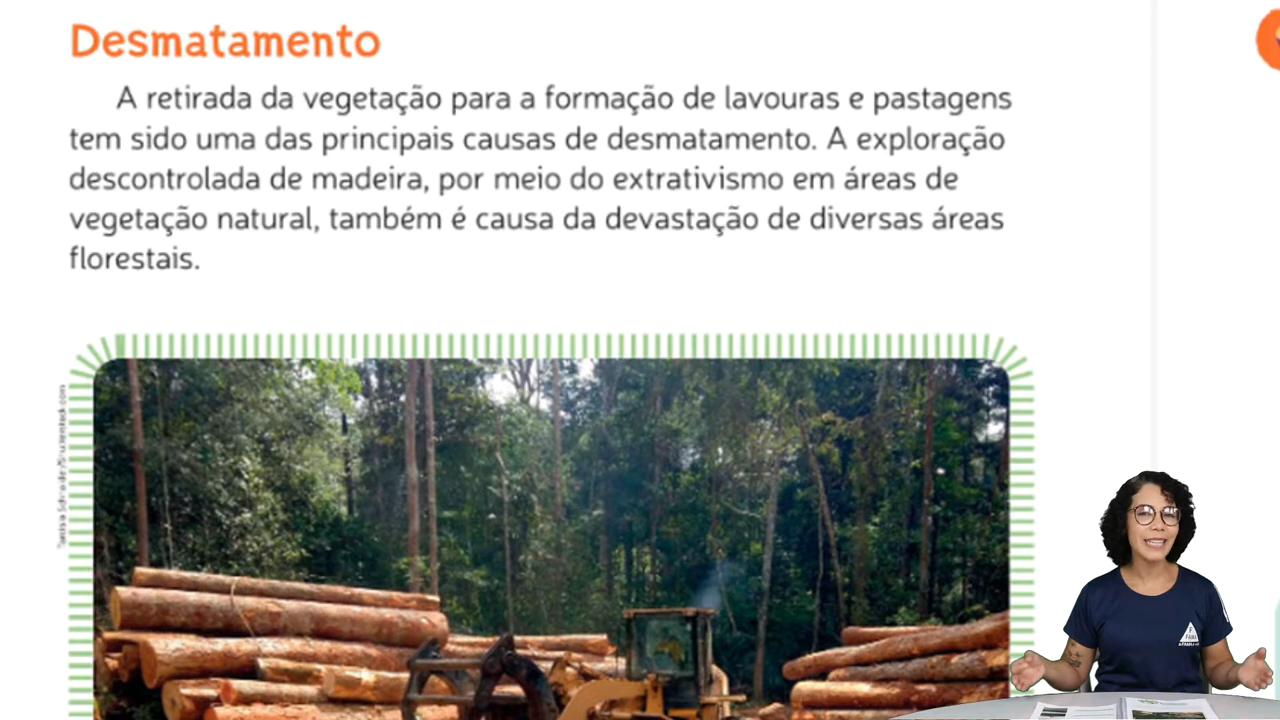 Desmatamento
A retirada da vegetação para a formação de lavouras e pastagens
tem sido uma das principais causas de desmatamento. A exploração
descontrolada de madeira, por meio do extrativismo em áreas de
vegetação natural, também é causa da devastação de diversas áreas
florestais.